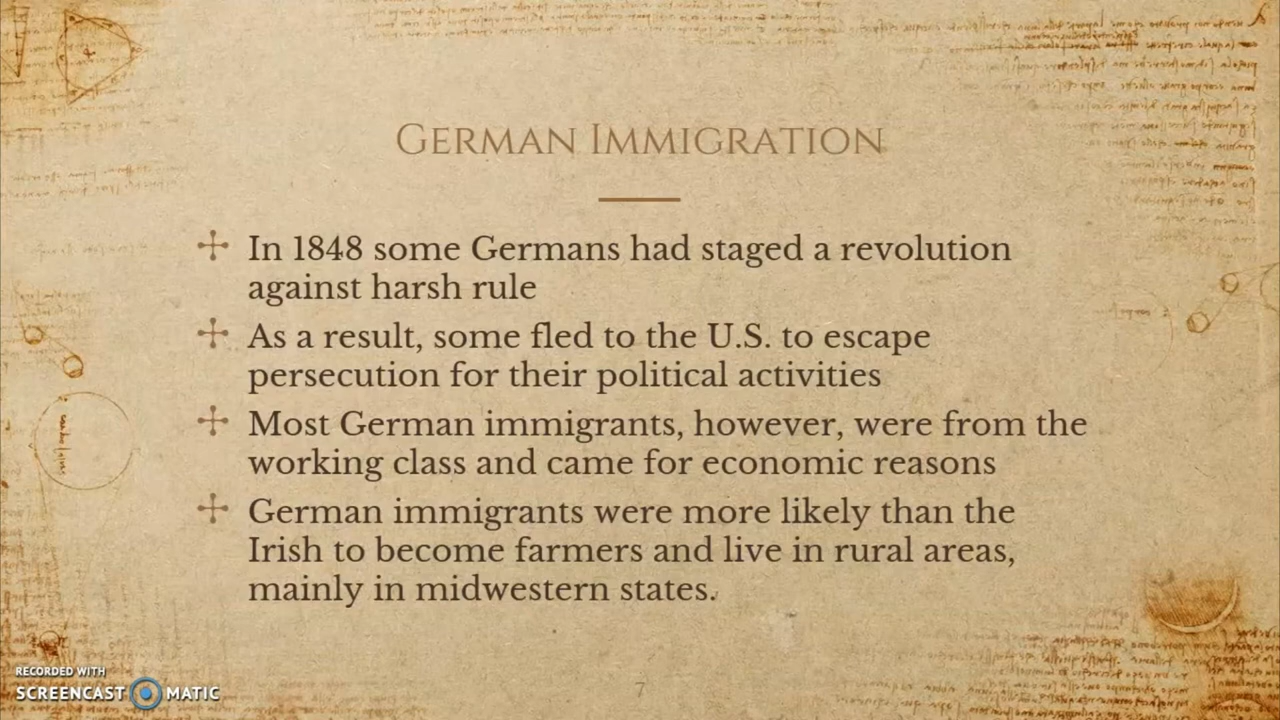 German Immigration
In 1848 some Germans had staged a revolution
against harsh rule
As a result, some fled to the U.S. to escape
persecution for their political activities
Most German immigrants, however, were from the
working class and came for economic reasons
German immigrants were more likely than the
Irish to become farmers and live in rural areas,
mainly in midwestern states.
RECORDED WITH
SCREENCAST MATIC
7